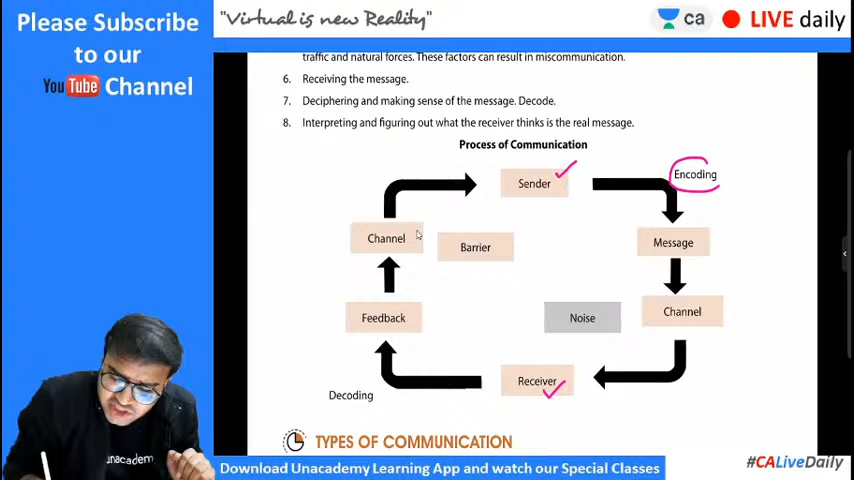 Please Subscribe
to our
YouTube Channel
"Virtual is new Reality"
ca
LIVE daily
traffic and natural forces. These factors can result in miscommunication.
6. Receiving the message.
7. Deciphering and making sense of the message. Decode.
8. Interpreting and figuring out what the receiver thinks is the real message.
Process of Communication
Sender
Encoding
Channel
Barrier
Message
Feedback
Noise
Channel
Receiver
Decoding
TYPES OF COMMUNICATION
unacademy
Download Unacademy Learning App and watch our Special Classes
#CALiveDaily